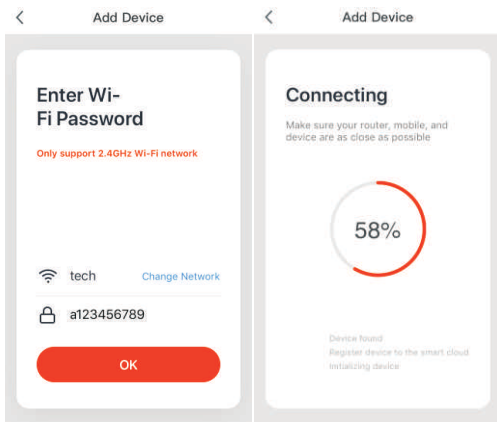 Add Device
Enter Wi-
Fi Password
Only support 2.4GHz Wi-Fi network
tech
Change Network
a123456789
OK
Add Device
Connecting
Make sure your router, mobile, and
device are as close as possible
58%
Device found
Register device to the smart cloud
Initializing device